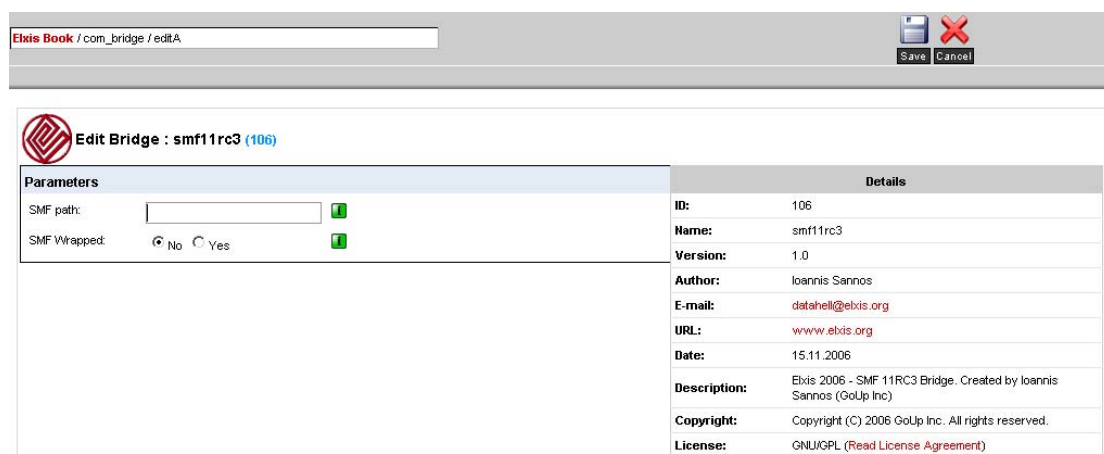 Elxis Book / com_bridge / editA
Save Cancel
Edit Bridge : smf11rc3 (106)
Parameters
SMF path:
SMF Wrapped: No Yes
Details
ID: 106
Name: smf11rc3
Version: 1.0
Author: Ioannis Sannos
E-mail: datahell@elxis.org
URL: www.elxis.org
Date: 15.11.2006
Description: Elxis 2006 - SMF 11RC3 Bridge. Created by Ioannis
Sannos (GoUp Inc)
Copyright: Copyright (C) 2006 GoUp Inc. All rights reserved.
License: GNU/GPL (Read License Agreement)